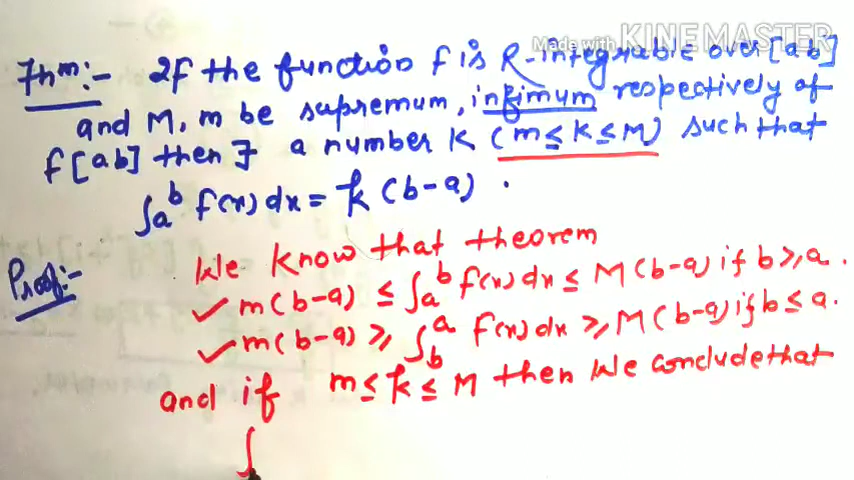 Made with KINEMASTER
Thm:- If the function f is R-integrable over [ab]
and M, m be supremum, infimum respectively of
f[ab] then ∃ a number K (m≤K≤M) such that
∫a^b f(x) dx = k (b-a) .
Proof:- We know that theorem
✓ m(b-a) ≤ ∫a^b f(x) dx ≤ M(b-a) if b≥a.
✓ m(b-a) ≥ ∫b^a f(x) dx ≥ M(b-a) if b≤a.
and if m≤k≤M then we conclude that
∫